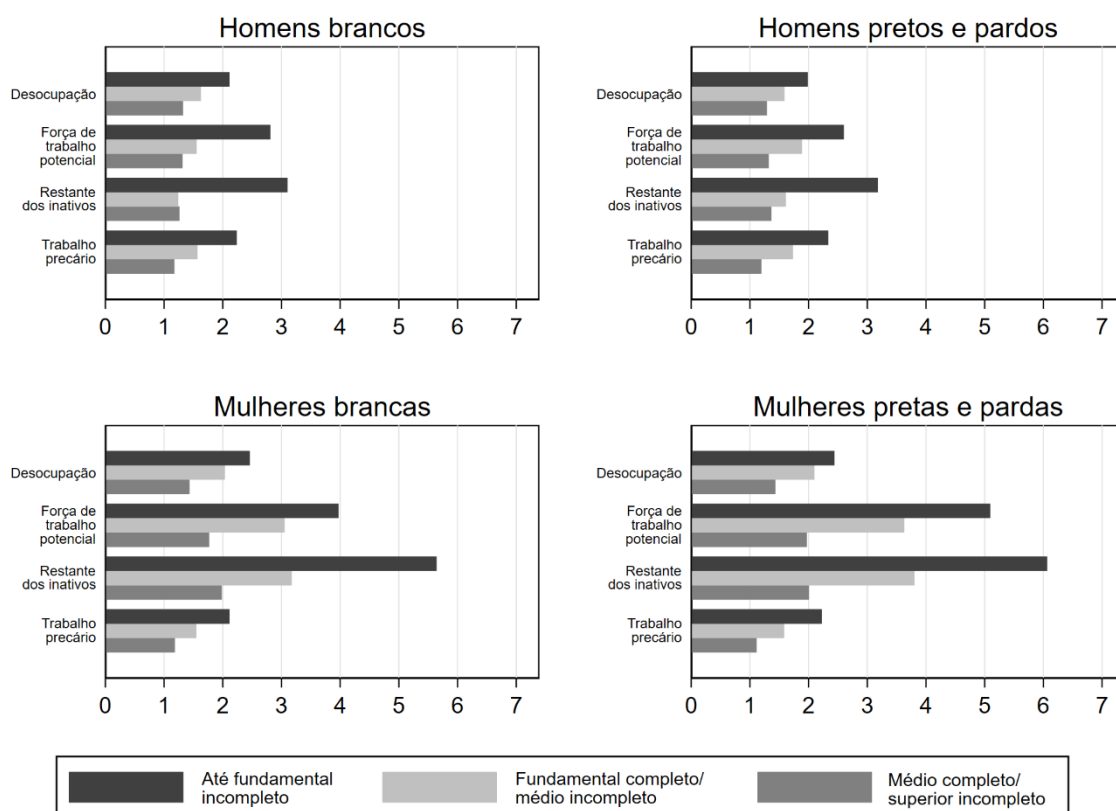 Homens brancos
Desocupação
Força de
trabalho
potencial
Restante
dos inativos
Trabalho
precário
0 1 2 3 4 5 6 7
Homens pretos e pardos
Desocupação
Força de
trabalho
potencial
Restante
dos inativos
Trabalho
precário
0 1 2 3 4 5 6 7
Mulheres brancas
Desocupação
Força de
trabalho
potencial
Restante
dos inativos
Trabalho
precário
0 1 2 3 4 5 6 7
Mulheres pretas e pardas
Desocupação
Força de
trabalho
potencial
Restante
dos inativos
Trabalho
precário
0 1 2 3 4 5 6 7
Até fundamental
incompleto
Fundamental completo/
médio incompleto
Médio completo/
superior incompleto